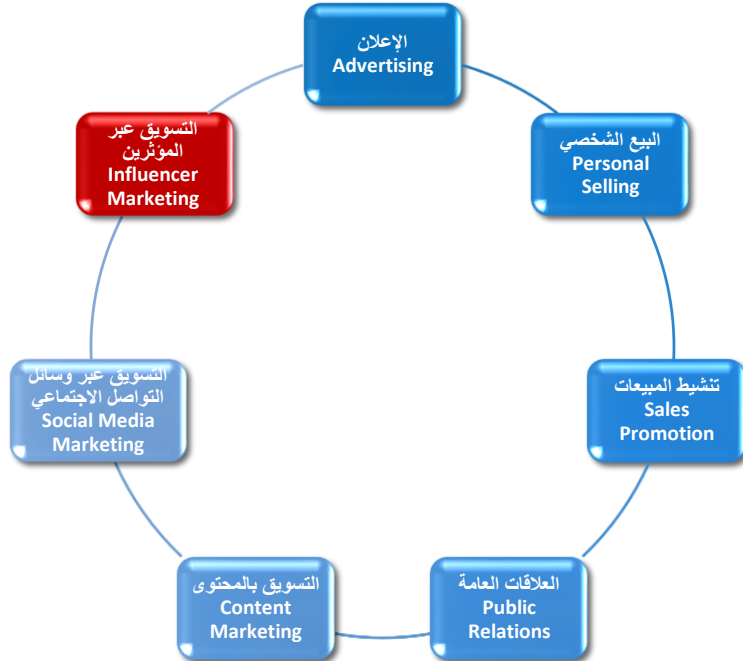 الإعلان
Advertising
البيع الشخصي
Personal
Selling
تنشيط المبيعات
Sales
Promotion
العلاقات العامة
Public
Relations
التسويق بالمحتوى
Content
Marketing
التسويق عبر وسائل
التواصل الاجتماعي
Social Media
Marketing
التسويق عبر
المؤثرين
Influencer
Marketing